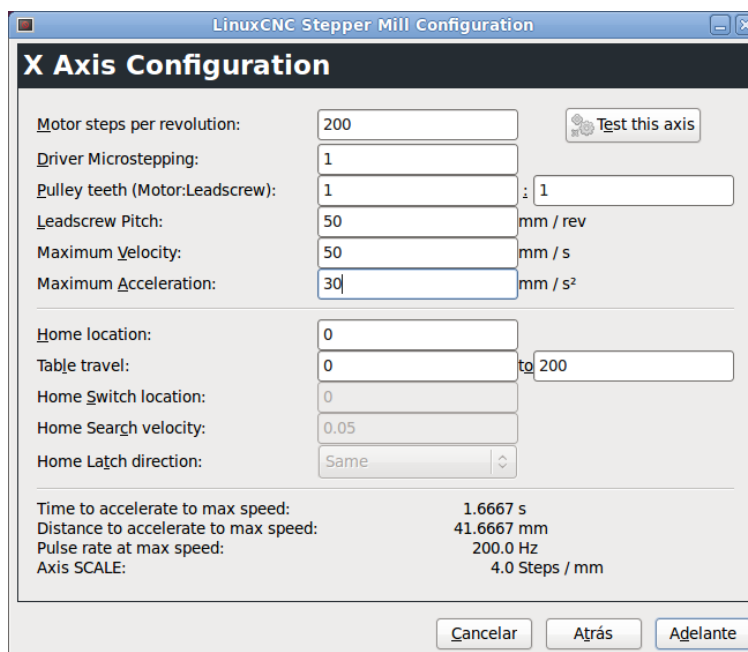 LinuxCNC Stepper Mill Configuration
X Axis Configuration
Motor steps per revolution: 200 Test this axis
Driver Microstepping: 1
Pulley teeth (Motor:Leadscrew): 1 : 1
Leadscrew Pitch: 50 mm / rev
Maximum Velocity: 50 mm / s
Maximum Acceleration: 30 mm / s²
Home location: 0
Table travel: 0 to 200
Home Switch location: 0
Home Search velocity: 0.05
Home Latch direction: Same
Time to accelerate to max speed: 1.6667 s
Distance to accelerate to max speed: 41.6667 mm
Pulse rate at max speed: 200.0 Hz
Axis SCALE: 4.0 Steps / mm
Cancelar Atrás Adelante